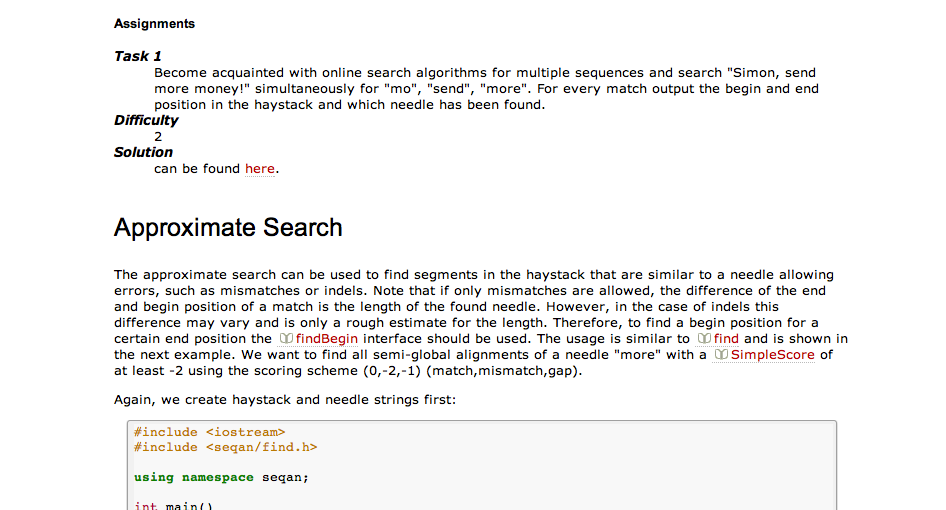 Assignments
Task 1
Become acquainted with online search algorithms for multiple sequences and search "Simon, send
more money!" simultaneously for "mo", "send", "more". For every match output the begin and end
position in the haystack and which needle has been found.
Difficulty
2
Solution
can be found here.
Approximate Search
The approximate search can be used to find segments in the haystack that are similar to a needle allowing
errors, such as mismatches or indels. Note that if only mismatches are allowed, the difference of the end
and begin position of a match is the length of the found needle. However, in the case of indels this
difference may vary and is only a rough estimate for the length. Therefore, to find a begin position for a
certain end position the findBegin interface should be used. The usage is similar to find and is shown in
the next example. We want to find all semi-global alignments of a needle "more" with a SimpleScore of
at least -2 using the scoring scheme (0,-2,-1) (match,mismatch,gap).
Again, we create haystack and needle strings first:
#include <iostream>
#include <seqan/find.h>
using namespace seqan;
int main()